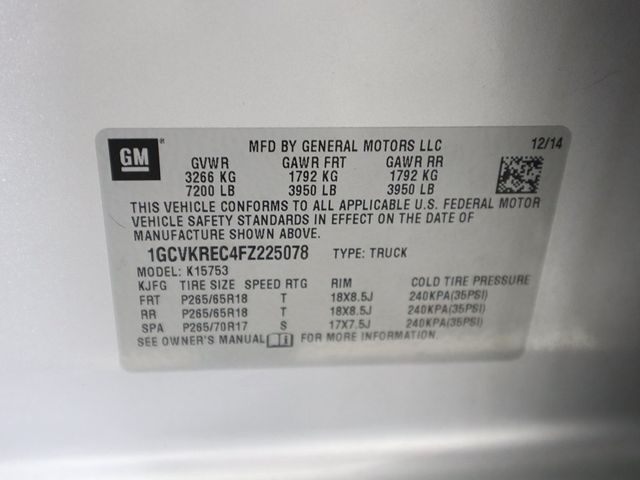 GM MFD BY GENERAL MOTORS LLC 12/14
GVWR GAWR FRT GAWR RR
3266 KG 1792 KG 1792 KG
7200 LB 3950 LB 3950 LB
THIS VEHICLE CONFORMS TO ALL APPLICABLE U.S. FEDERAL MOTOR
VEHICLE SAFETY STANDARDS IN EFFECT ON THE DATE OF
MANUFACTURE SHOWN ABOVE.
1GCVKREC4FZ225078 TYPE: TRUCK
MODEL: K15753
KJFG TIRE SIZE SPEED RTG RIM COLD TIRE PRESSURE
FRT P265/65R18 T 18X8.5J 240KPA(35PSI)
RR P265/65R18 T 18X8.5J 240KPA(35PSI)
SPA P265/70R17 S 17X7.5J 240KPA(35PSI)
SEE OWNER'S MANUAL FOR MORE INFORMATION.